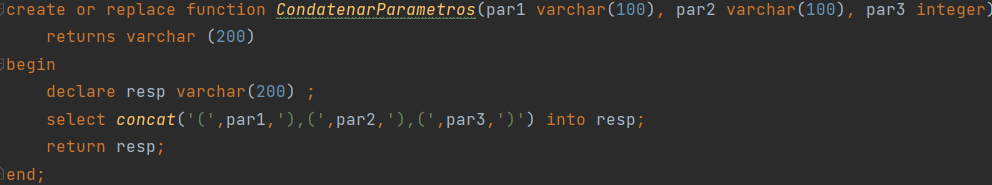 create or replace function CondatenarParametros(par1 varchar(100), par2 varchar(100), par3 integer)
    returns varchar (200)
begin
    declare resp varchar(200) ;
    select concat('(',par1,'),(',par2,'),(',par3,')') into resp;
    return resp;
end;